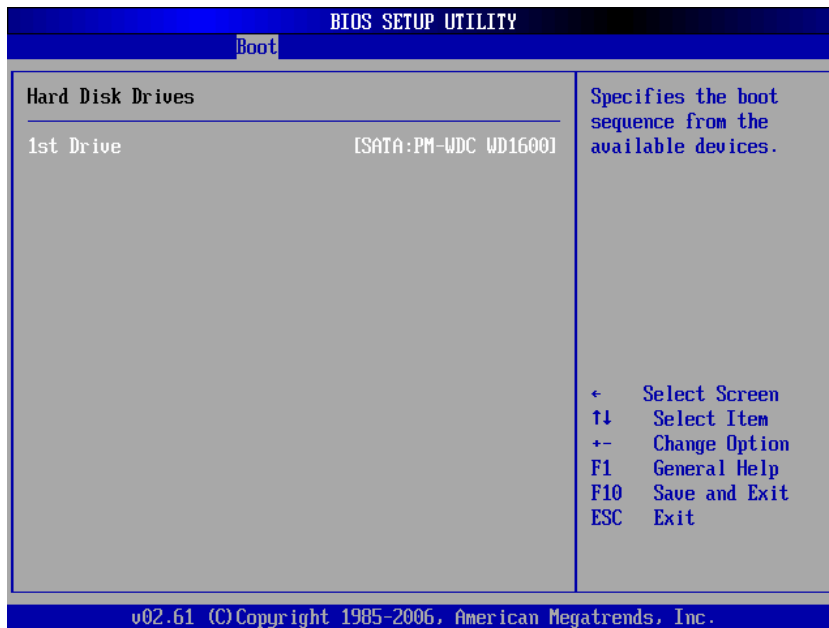 BIOS SETUP UTILITY
Boot
Hard Disk Drives
1st Drive [SATA:PM-WDC WD1600]
Specifies the boot
sequence from the
available devices.
← Select Screen
↑↓ Select Item
+- Change Option
F1 General Help
F10 Save and Exit
ESC Exit
v02.61 (C)Copyright 1985-2006, American Megatrends, Inc.